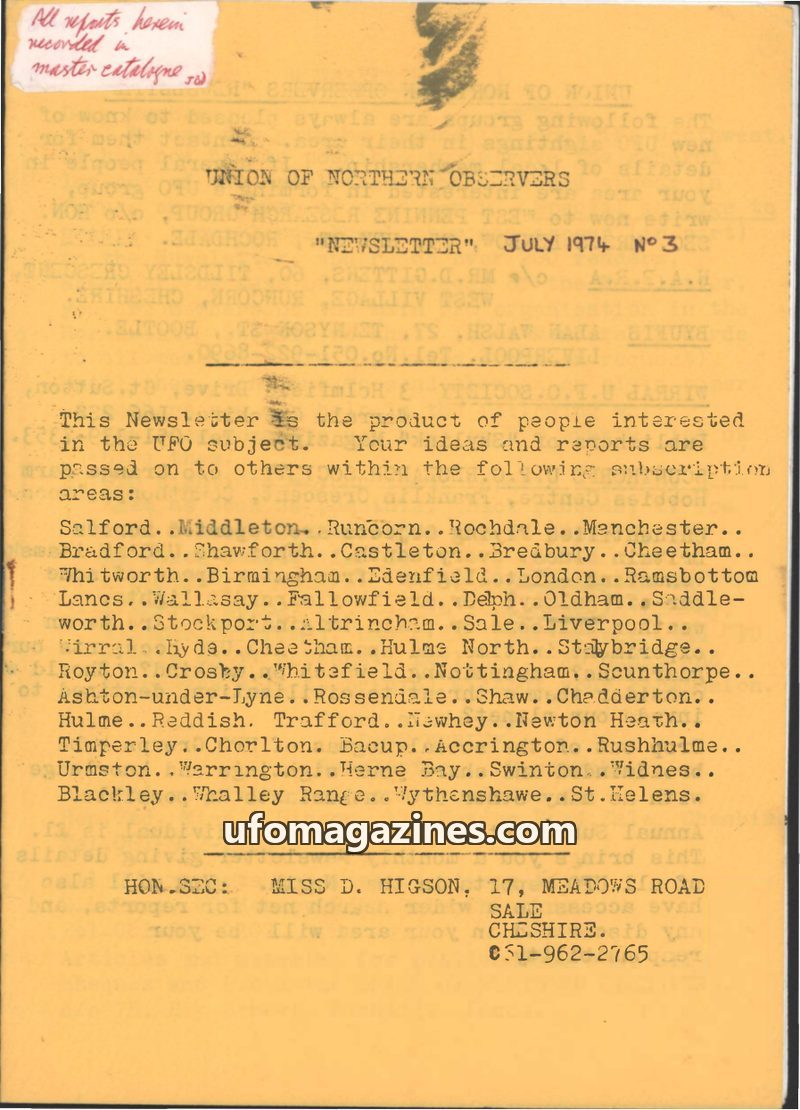 All reports herein
recorded in
master catalogue
UNION OF NORTHERN OBSERVERS
"NEWSLETTER" JULY 1974 No 3
This Newsletter is the product of people interested
in the UFO subject. Your ideas and reports are
passed on to others within the following subscription
areas:
Salford..Middleton..Runcorn..Rochdale..Manchester..
Bradford..Shawforth..Castleton..Bredbury..Cheetham..
Whitworth..Birmingham..Edenfield..London..Ramsbottom
Lancs..Wallasay..Fallowfield..Delph..Oldham..Saddle-
worth..Stockport..Altrincham..Sale..Liverpool..
Wirral..Hyde..Cheetham..Hulme North..Stalybridge..
Royton..Crosby..Whitefield..Nottingham..Scunthorpe..
Ashton-under-Lyne..Rossendale..Shaw..Chadderton..
Hulme..Reddish. Trafford..Newhey..Newton Heath..
Timperley..Chorlton. Bacup..Accrington..Rushhulme..
Urmston..Warrington..Herne Bay..Swinton..Widnes..
Blackley..Whalley Range..Wythenshawe..St.Helens.
ufomagazines.com
HON.SEC: MISS D. HIGSON, 17, MEADOWS ROAD
SALE
CHESHIRE.
061-962-2765